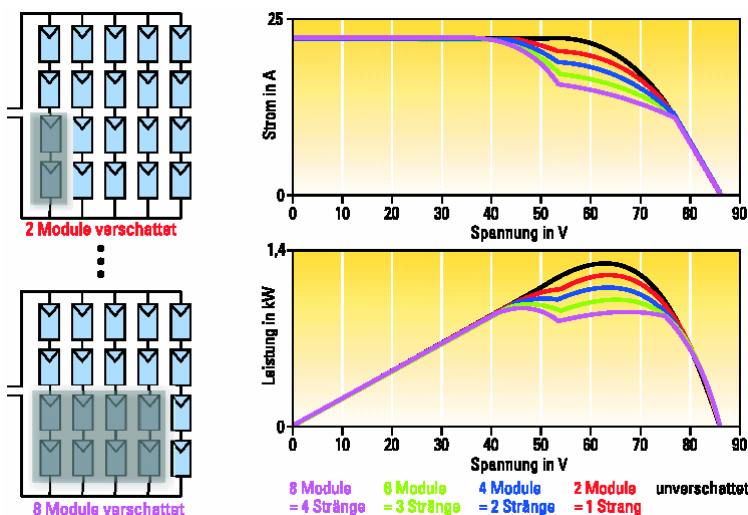 2 Module verschattet
8 Module verschattet
25
Strom in A
0
0 10 20 30 40 50 60 70 80 90
Spannung in V
1,4
Leistung in kW
0
0 10 20 30 40 50 60 70 80 90
Spannung in V
8 Module 6 Module 4 Module 2 Module unverschattet
= 4 Stränge = 3 Stränge = 2 Stränge = 1 Strang